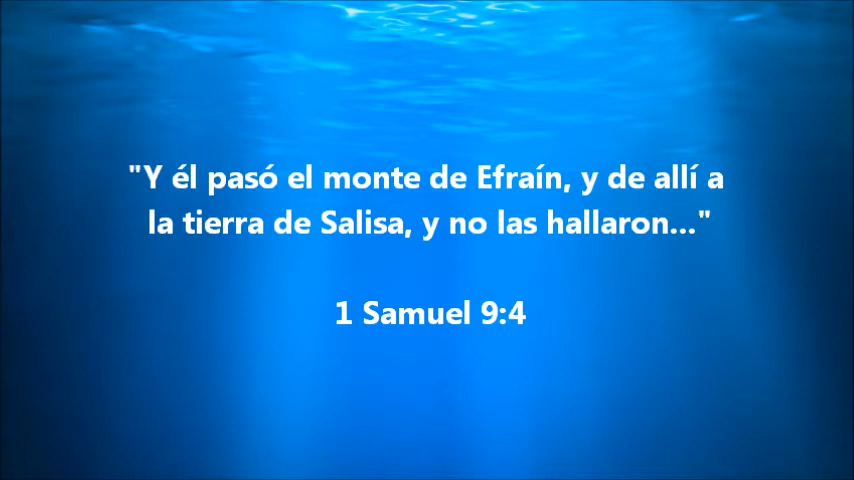 "Y él pasó el monte de Efraín, y de allí a
la tierra de Salisa, y no las hallaron..."
1 Samuel 9:4